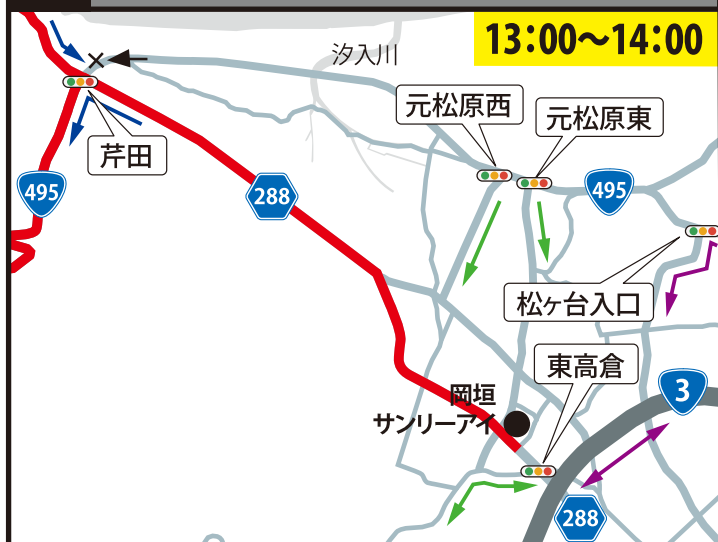 13:00〜14:00
汐入川
元松原西
元松原東
芹田
495
288
495
松ヶ台入口
東高倉
3
岡垣
サンリーアイ
288